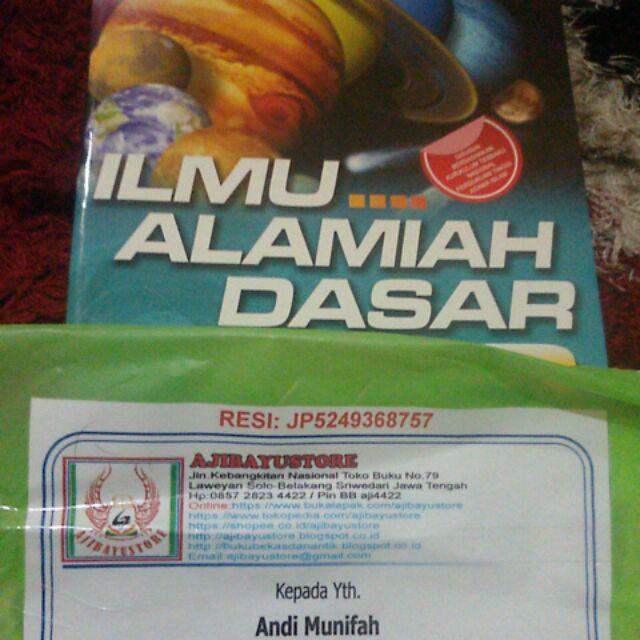 ILMU ....
ALAMIAH
DASAR
RESI: JP5249368757
AJIBAYUSTORE
Jln.Kebangkitan Nasional Toko Buku No.79
Laweyan Solo-Belakang Sriwedari Jawa Tengah
Hp:0857 2823 4422 / Pin BB aji4422
Online:https://www.bukalapak.com/ajibayustore
https://www.tokopedia.com/ajibayustore
https://shopee.co.id/ajibayustore
http://ajibayustore.blogspot.co.id
http://bukubekasdanantik.blogspot.co.id
Email:ajibayustore@gmail.com
AJIBAYUSTORE
Kepada Yth.
Andi Munifah